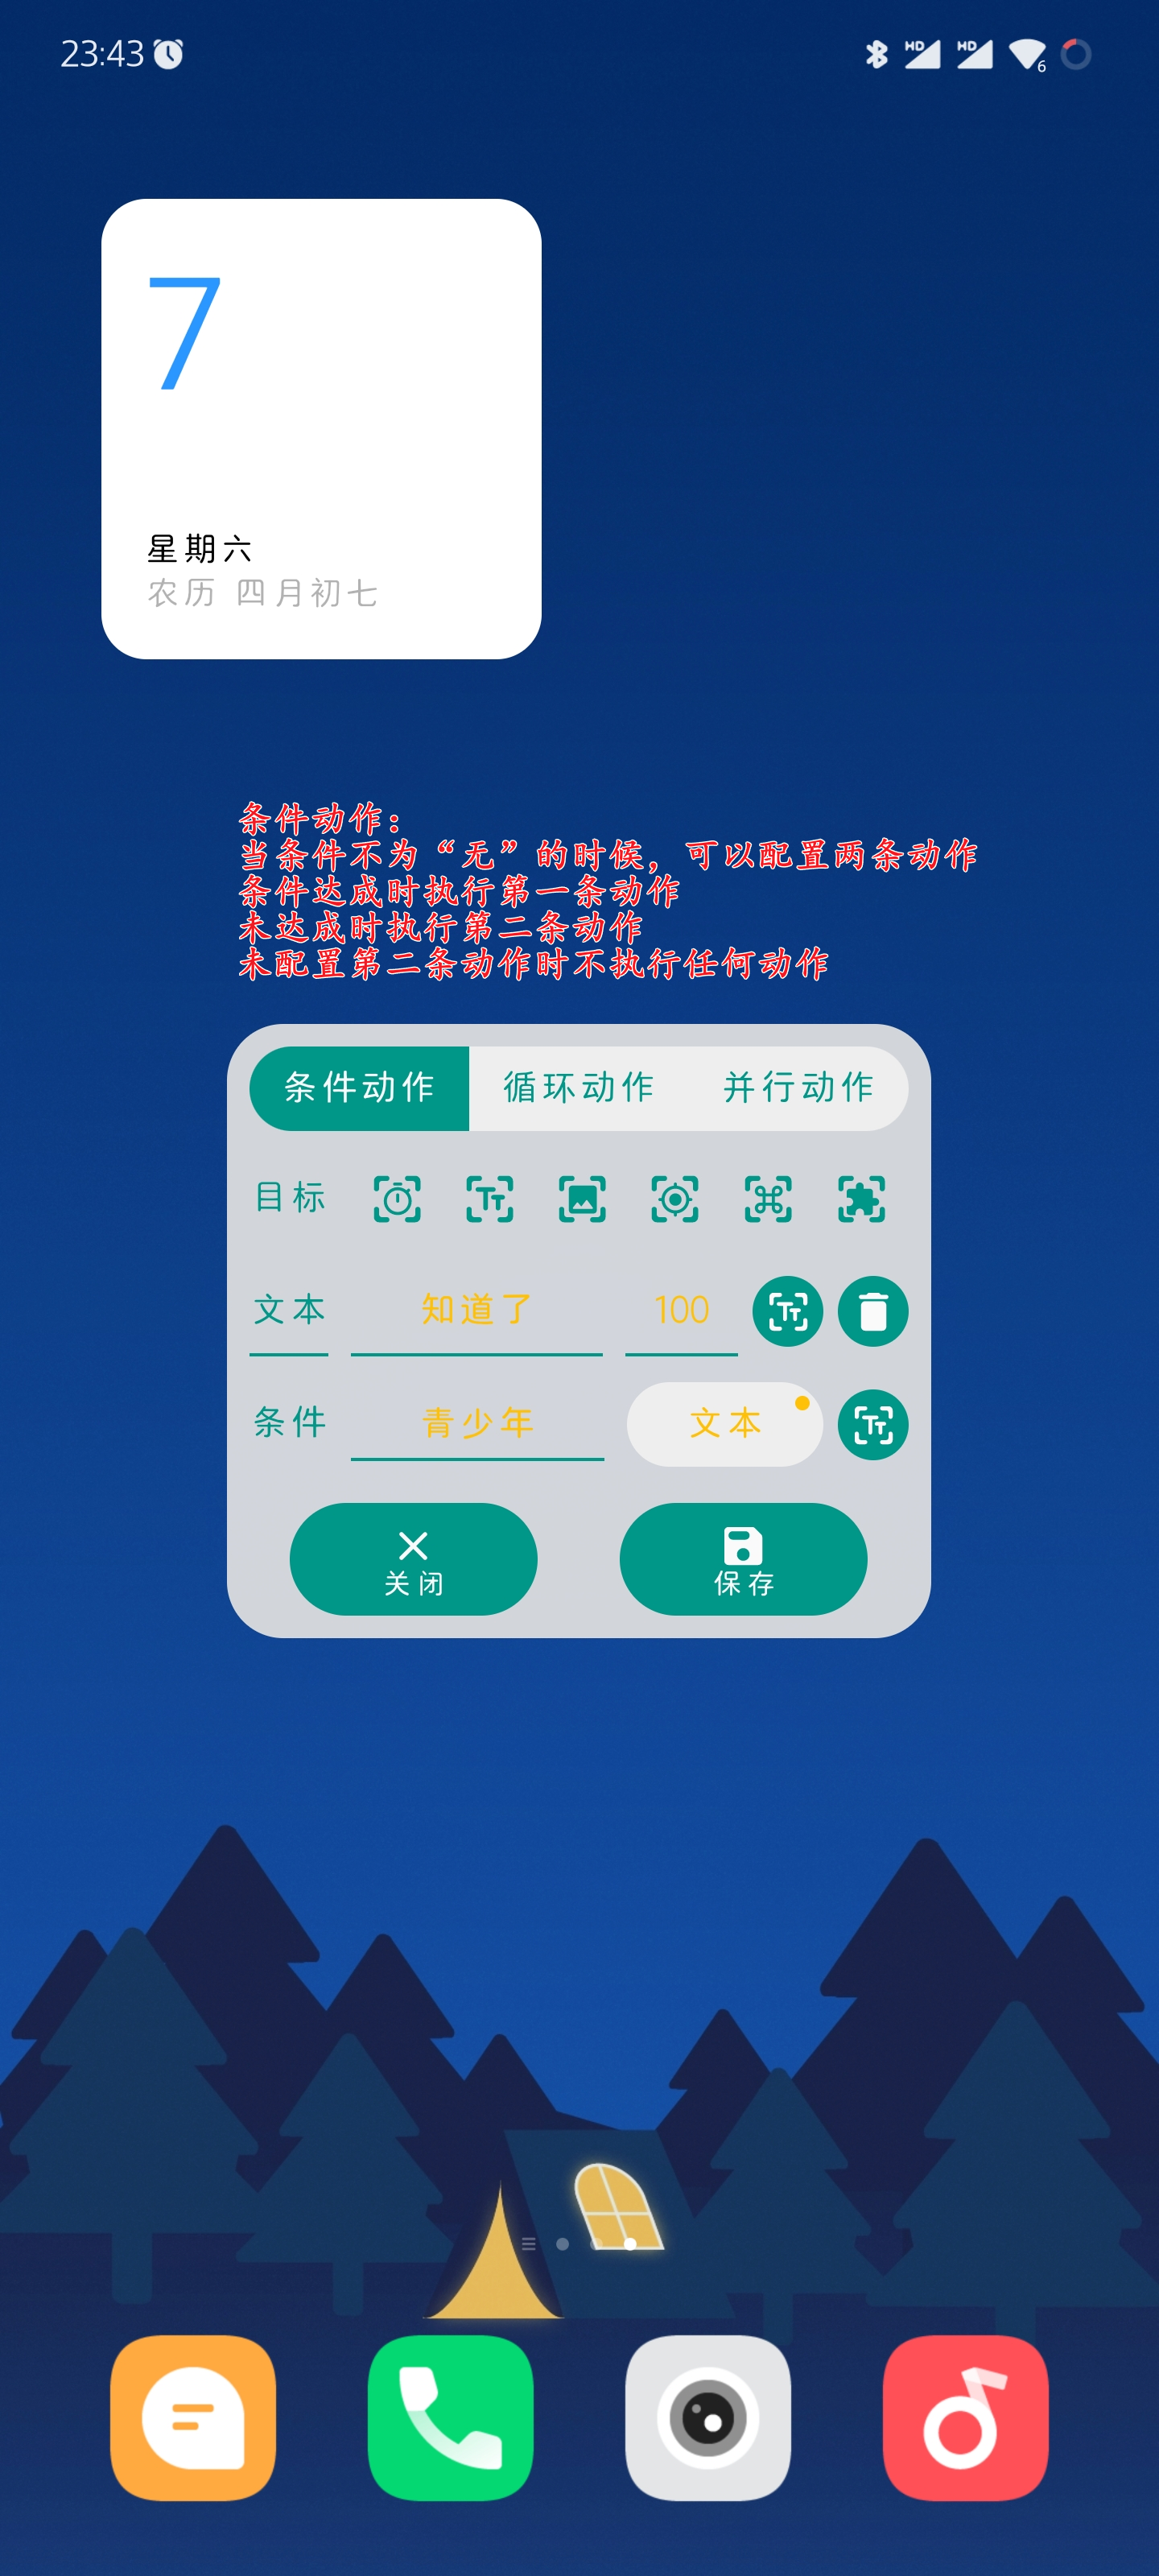 23:43
HD HD 6
7
星期六
农历 四月初七
条件动作：
当条件不为“无”的时候，可以配置两条动作
条件达成时执行第一条动作
未达成时执行第二条动作
未配置第二条动作时不执行任何动作
条件动作 循环动作 并行动作
目标
文本 知道了 100
条件 青少年 文本
关闭 保存